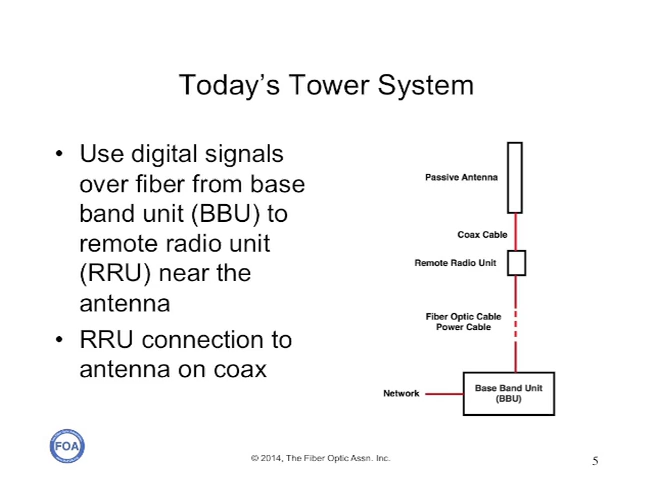 Today's Tower System
• Use digital signals
over fiber from base
band unit (BBU) to
remote radio unit
(RRU) near the
antenna
• RRU connection to
antenna on coax
Passive Antenna
Coax Cable
Remote Radio Unit
Fiber Optic Cable
Power Cable
Network
Base Band Unit
(BBU)
FOA
© 2014, The Fiber Optic Assn. Inc.
5